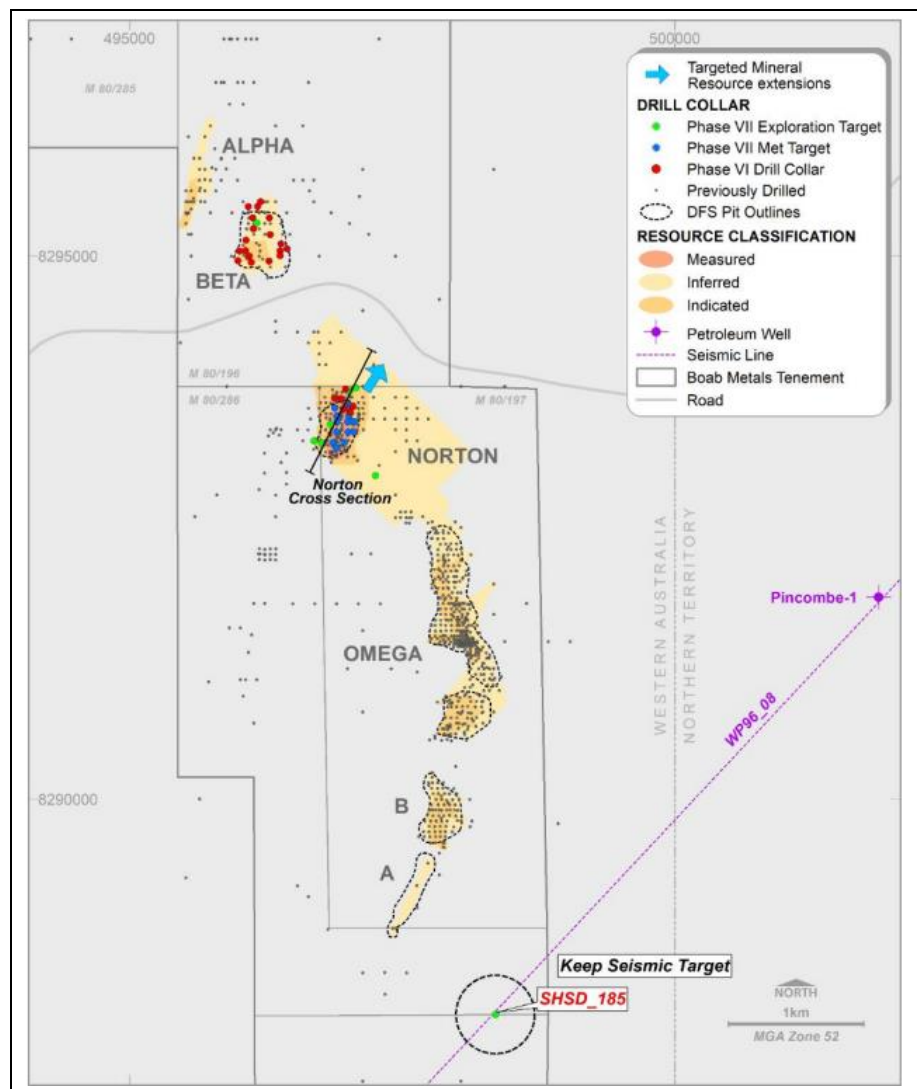 495000
500000
M 80/285
ALPHA
BETA
8295000
M 80/196
M 80/286
M 80/197
NORTON
Norton
Cross Section
OMEGA
B
A
8290000
WESTERN AUSTRALIA
NORTHERN TERRITORY
Pincombe-1
WP96_08
Keep Seismic Target
SHSD_185
NORTH
1km
MGA Zone 52
Targeted Mineral
Resource extensions
DRILL COLLAR
Phase VII Exploration Target
Phase VII Met Target
Phase VI Drill Collar
Previously Drilled
DFS Pit Outlines
RESOURCE CLASSIFICATION
Measured
Inferred
Indicated
Petroleum Well
Seismic Line
Boab Metals Tenement
Road